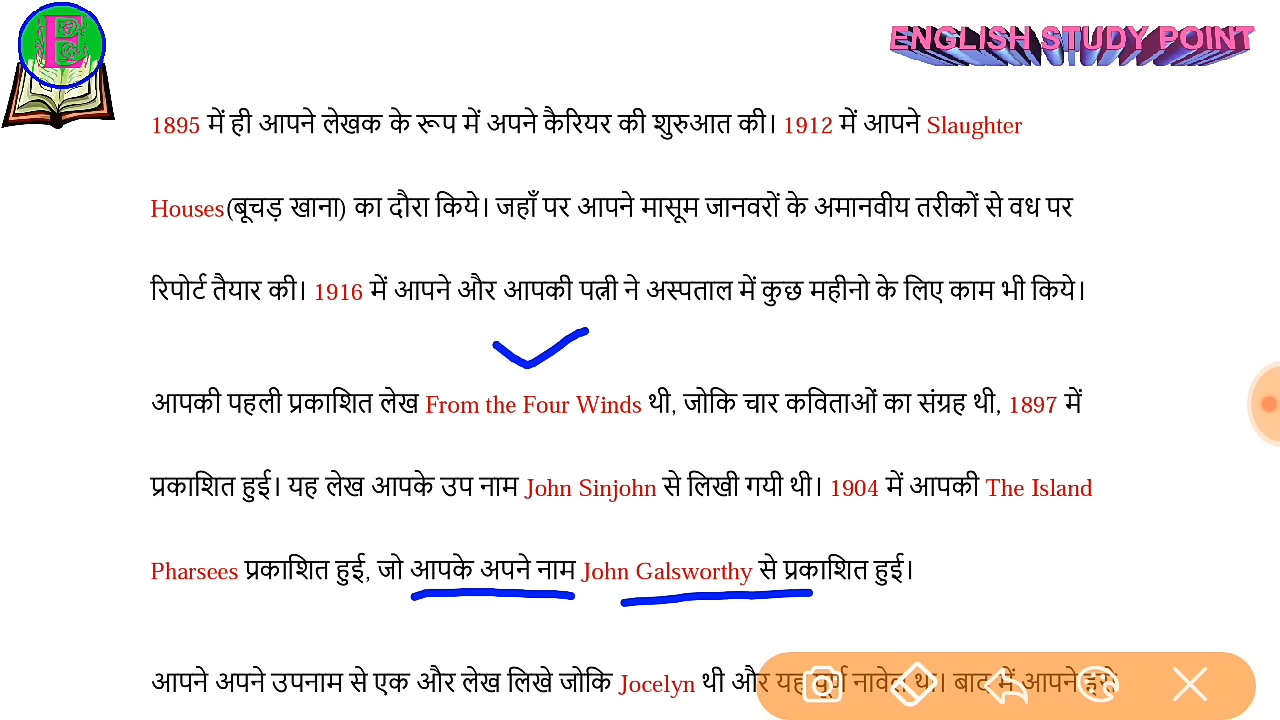 E
ENGLISH STUDY POINT
1895 में ही आपने लेखक के रूप में अपने कैरियर की शुरुआत की। 1912 में आपने Slaughter
Houses(बूचड़ खाना) का दौरा किये। जहाँ पर आपने मासूम जानवरों के अमानवीय तरीकों से वध पर
रिपोर्ट तैयार की। 1916 में आपने और आपकी पत्नी ने अस्पताल में कुछ महीनो के लिए काम भी किये।
आपकी पहली प्रकाशित लेख From the Four Winds थी, जोकि चार कविताओं का संग्रह थी, 1897 में
प्रकाशित हुई। यह लेख आपके उप नाम John Sinjohn से लिखी गयी थी। 1904 में आपकी The Island
Pharsees प्रकाशित हुई, जो आपके अपने नाम John Galsworthy से प्रकाशित हुई।
आपने अपने उपनाम से एक और लेख लिखे जोकि Jocelyn थी और यह पूर्ण नावेल था। बाद में आपने इसे